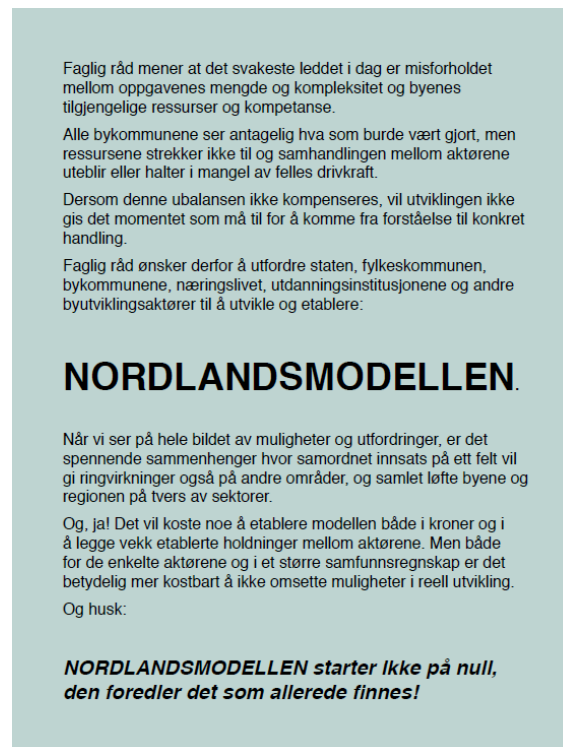 Faglig råd mener at det svakeste leddet i dag er misforholdet
mellom oppgavenes mengde og kompleksitet og byenes
tilgjengelige ressurser og kompetanse.
Alle bykommunene ser antagelig hva som burde vært gjort, men
ressursene strekker ikke til og samhandlingen mellom aktørene
uteblir eller halter i mangel av felles drivkraft.
Dersom denne ubalansen ikke kompenseres, vil utviklingen ikke
gis det momentet som må til for å komme fra forståelse til konkret
handling.
Faglig råd ønsker derfor å utfordre staten, fylkeskommunen,
bykommunene, næringslivet, utdanningsinstitusjonene og andre
byutviklingsaktører til å utvikle og etablere:
NORDLANDSMODELLEN.
Når vi ser på hele bildet av muligheter og utfordringer, er det
spennende sammenhenger hvor samordnet innsats på ett felt vil
gi ringvirkninger også på andre områder, og samlet løfte byene og
regionen på tvers av sektorer.
Og, ja! Det vil koste noe å etablere modellen både i kroner og i
å legge vekk etablerte holdninger mellom aktørene. Men både
for de enkelte aktørene og i et større samfunnsregnskap er det
betydelig mer kostbart å ikke omsette muligheter i reell utvikling.
Og husk:
NORDLANDSMODELLEN starter ikke på null,
den foredler det som allerede finnes!